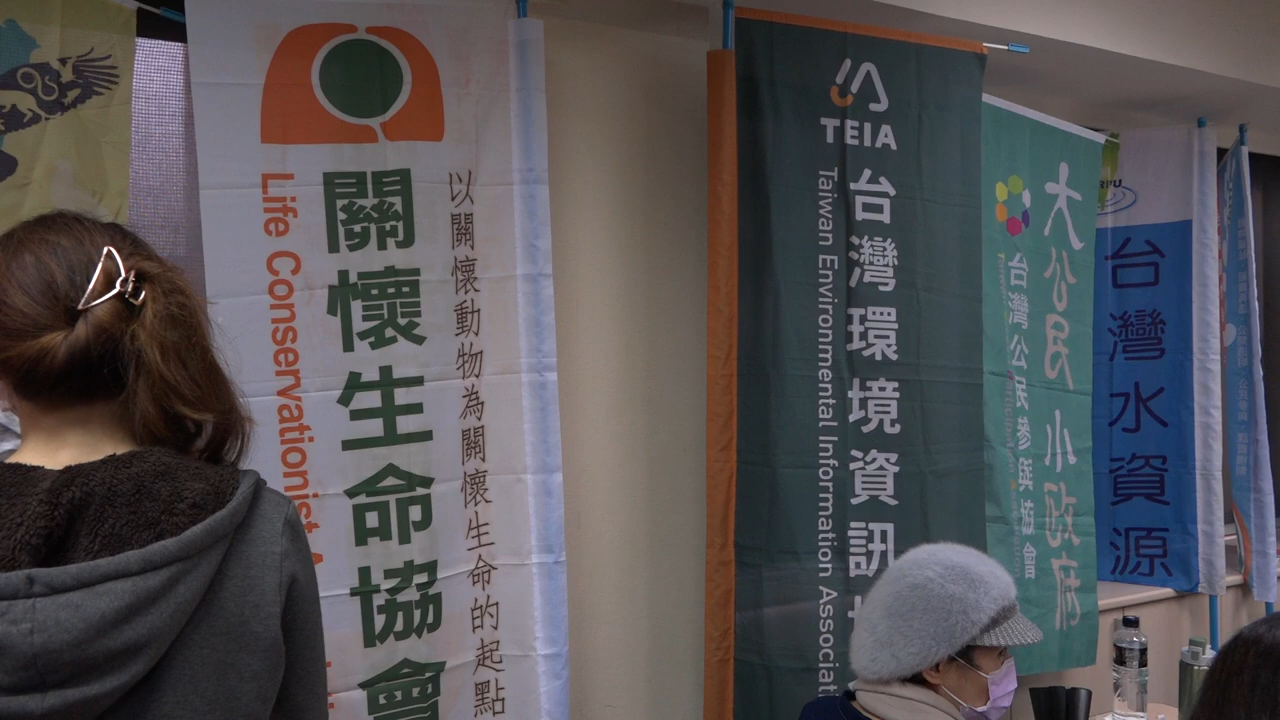 Life Conservationist
關懷生命協會
以關懷動物為關懷生命的起點
TEIA
Taiwan Environmental Information Associati
台灣環境資訊
大公民 小政府
台灣公民參與協會
台灣水資源